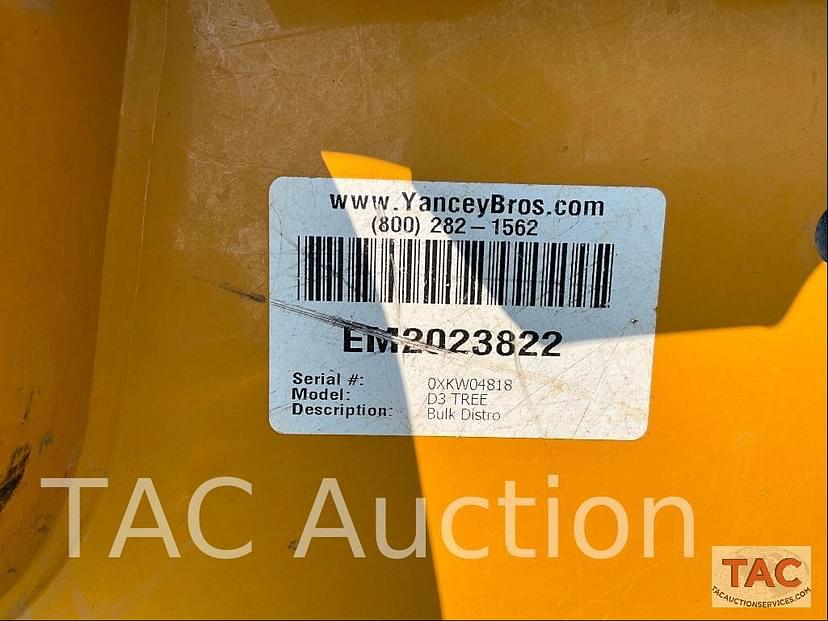 www.YanceyBros.com
(800) 282-1562
EM2023822
Serial #: 0XKW04818
Model: D3 TREE
Description: Bulk Distro
TAC Auction
TAC
TACAUCTIONSERVICES.COM